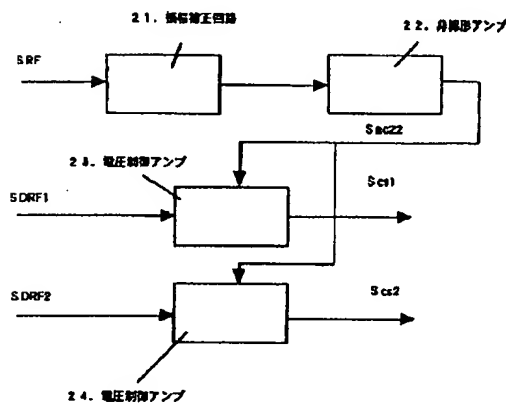 21．振幅補正回路
22．非線形アンプ
SRF
Sac22
23．電圧制御アンプ
SDRF1
Scs1
SDRF2
Scs2
24．電圧制御アンプ